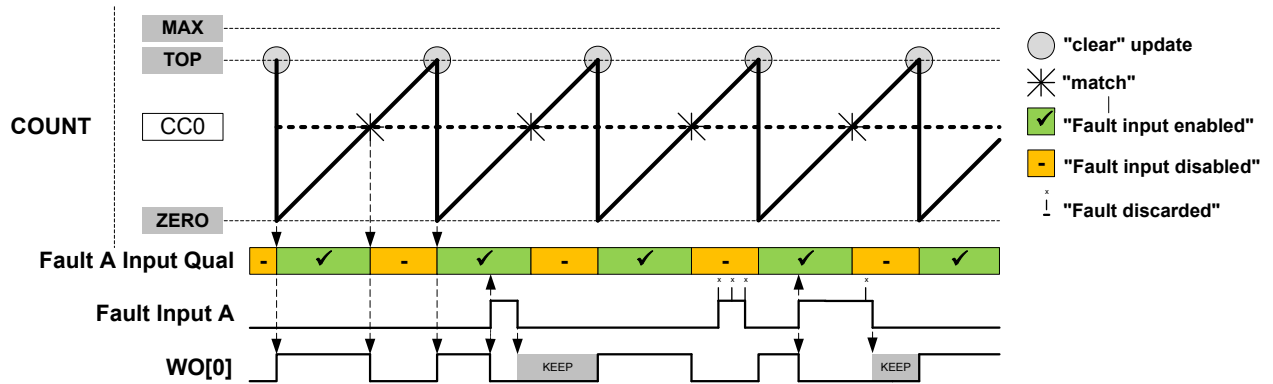 MAX
"clear" update
TOP
"match"
COUNT
CC0
"Fault input enabled"
- "Fault input disabled"
x
"Fault discarded"
ZERO
Fault A Input Qual
- ✓ - ✓ - ✓ - ✓ - ✓
x x x x
Fault Input A
WO[0]
KEEP KEEP